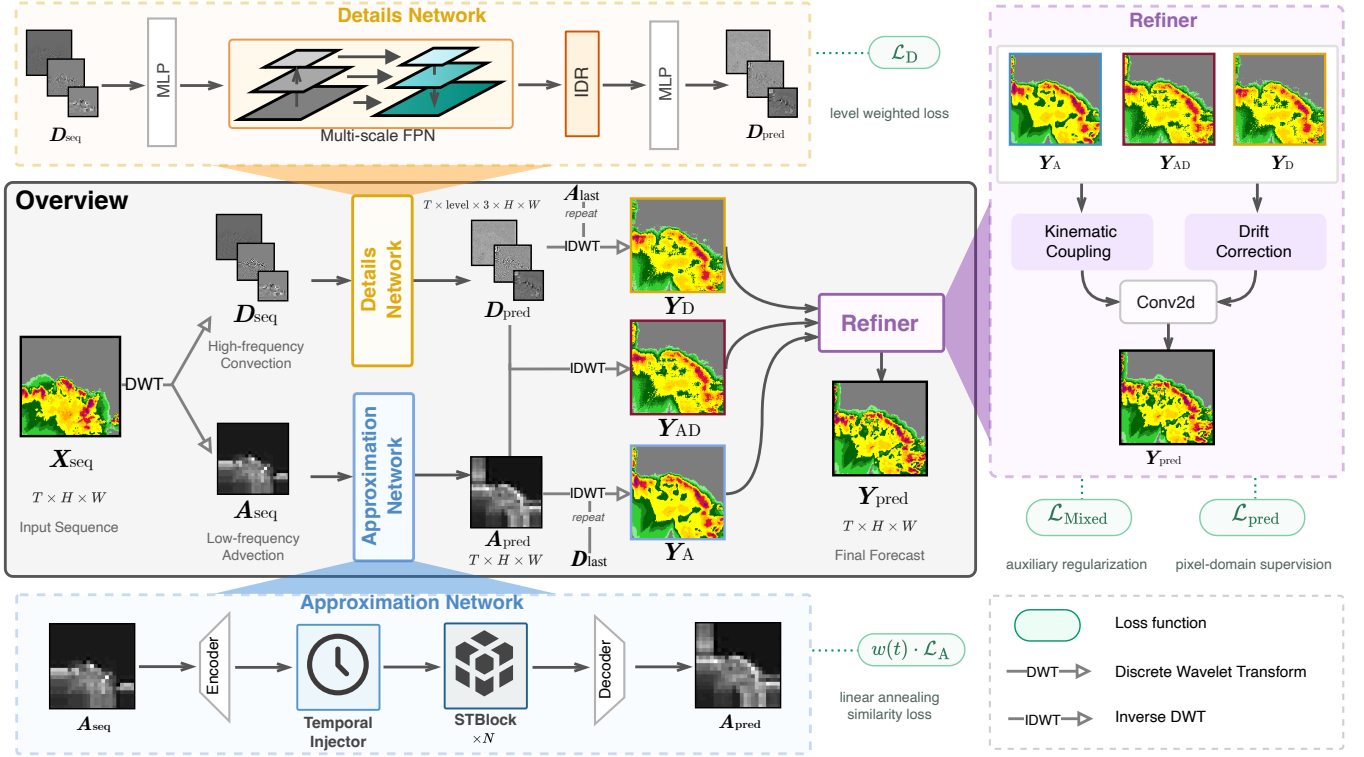 Details Network
D_seq
MLP
Multi-scale FPN
IDR
MLP
D_pred
L_D
level weighted loss
Overview
X_seq
T × H × W
Input Sequence
DWT
D_seq
High-frequency
Convection
A_seq
Low-frequency
Advection
Details
Network
Approximation
Network
T × level × 3 × H × W
D_pred
A_pred
T × H × W
A_last
repeat
IDWT
IDWT
IDWT
repeat
D_last
Y_D
Y_AD
Y_A
Refiner
Y_pred
T × H × W
Final Forecast
Refiner
Y_A
Y_AD
Y_D
Kinematic
Coupling
Drift
Correction
Conv2d
Y_pred
L_Mixed
L_pred
auxiliary regularization
pixel-domain supervision
Approximation Network
A_seq
Encoder
Temporal
Injector
STBlock
×N
Decoder
A_pred
w(t) · L_A
linear annealing
similarity loss
Loss function
DWT
Discrete Wavelet Transform
IDWT
Inverse DWT